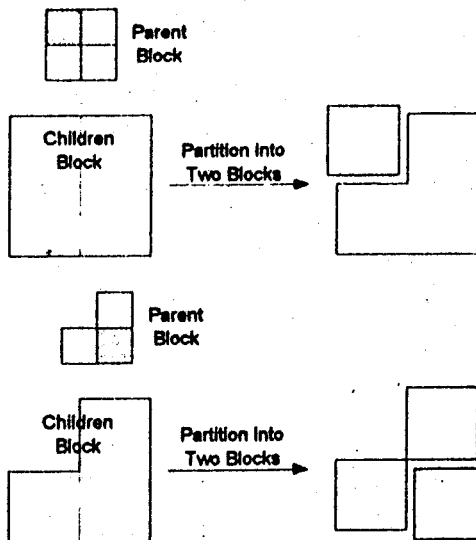 Parent
Block
Children
Block
Partition into
Two Blocks
Parent
Block
Children
Block
Partition into
Two Blocks